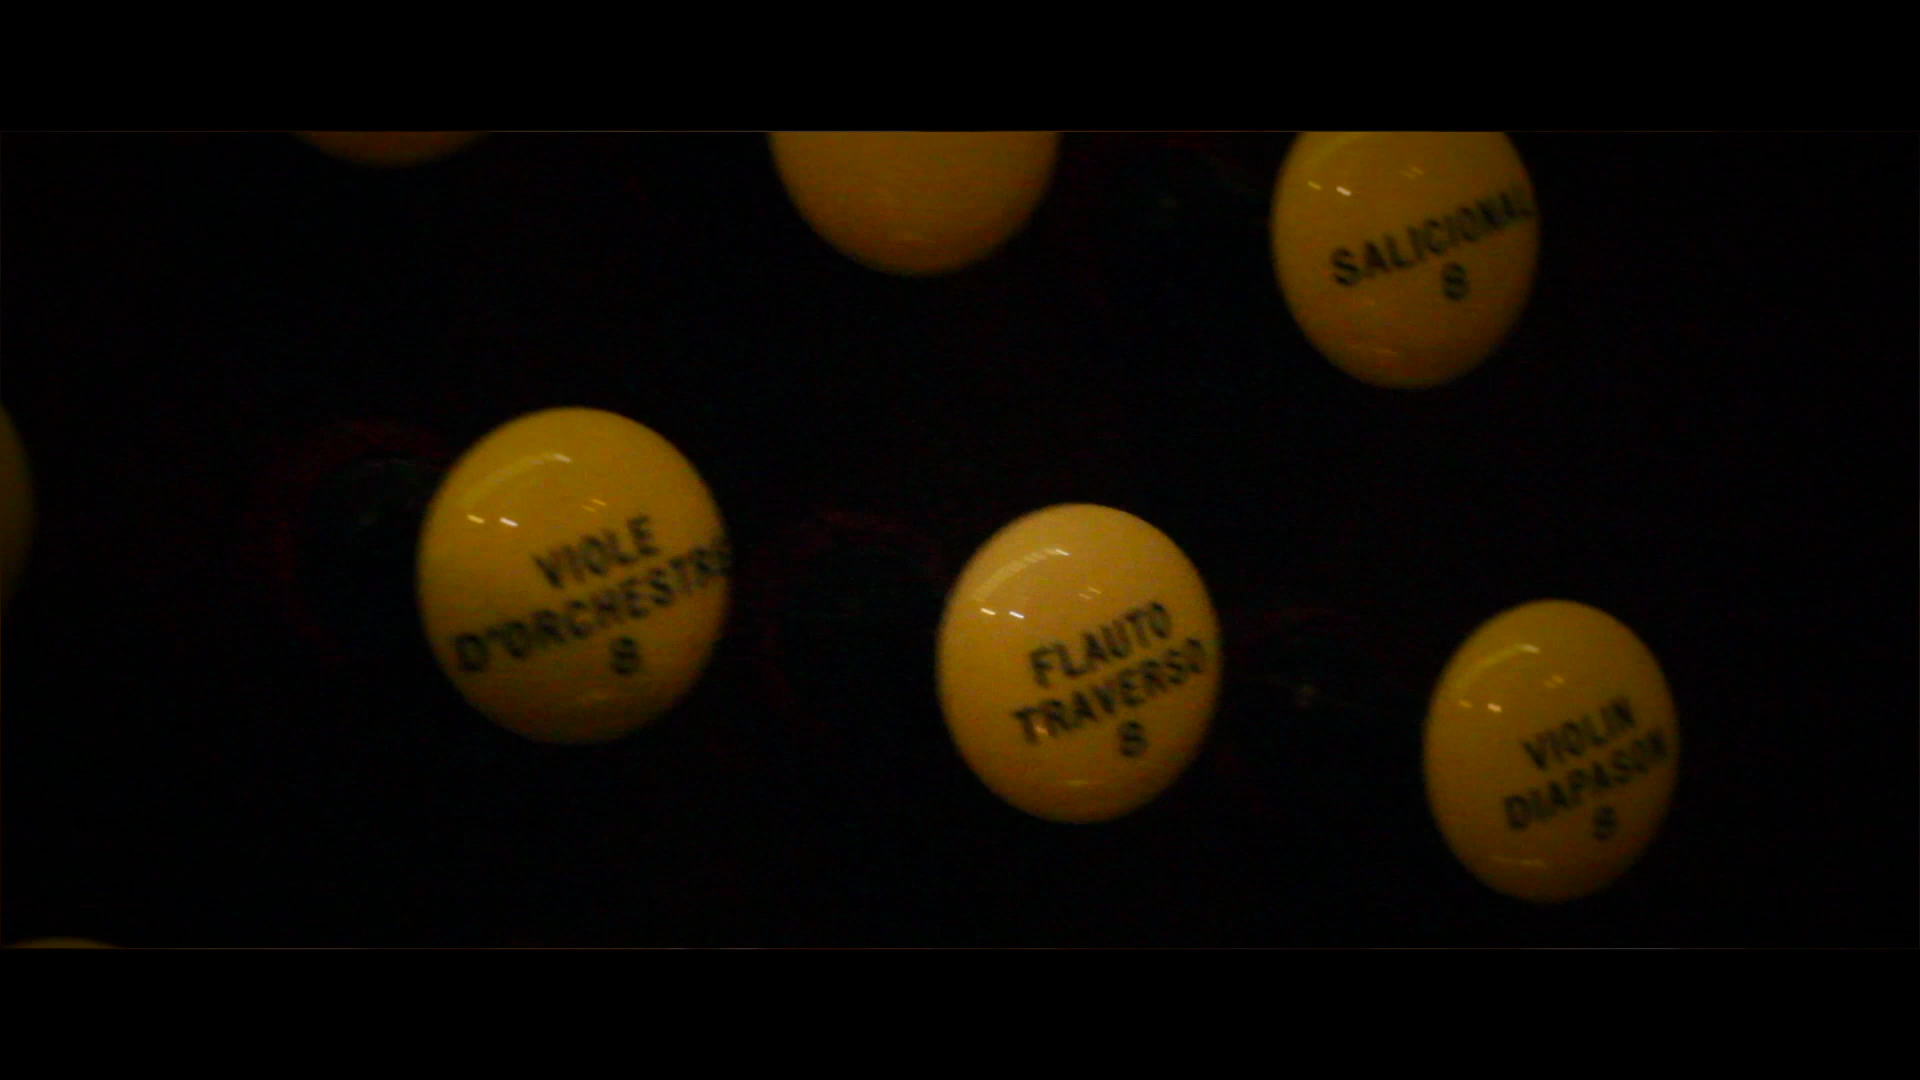 SALICIONAL
8
VIOLE
D'ORCHESTRE
8
FLAUTO
TRAVERSO
8
VIOLIN
DIAPASON
8